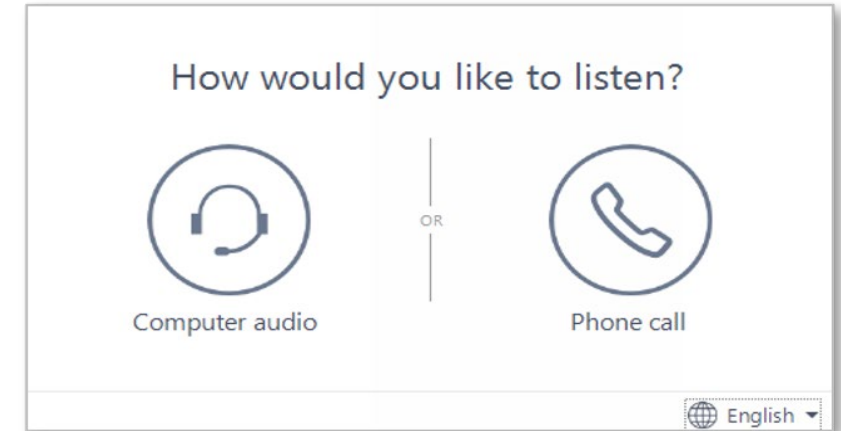 How would you like to listen?
OR
Computer audio
Phone call
English